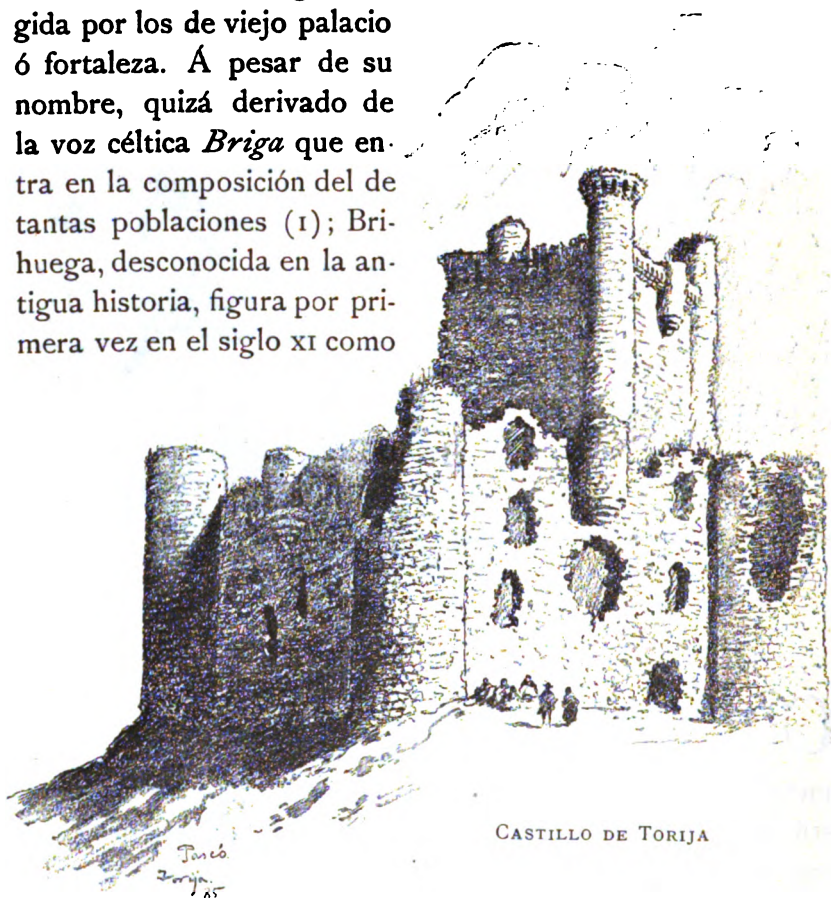 gida por los de viejo palacio
ó fortaleza. Á pesar de su
nombre, quizá derivado de
la voz céltica Briga que en-
tra en la composición del de
tantas poblaciones (1); Bri-
huega, desconocida en la an-
tigua historia, figura por pri-
mera vez en el siglo XI como
CASTILLO DE TORIJA
Pascó
Torija.